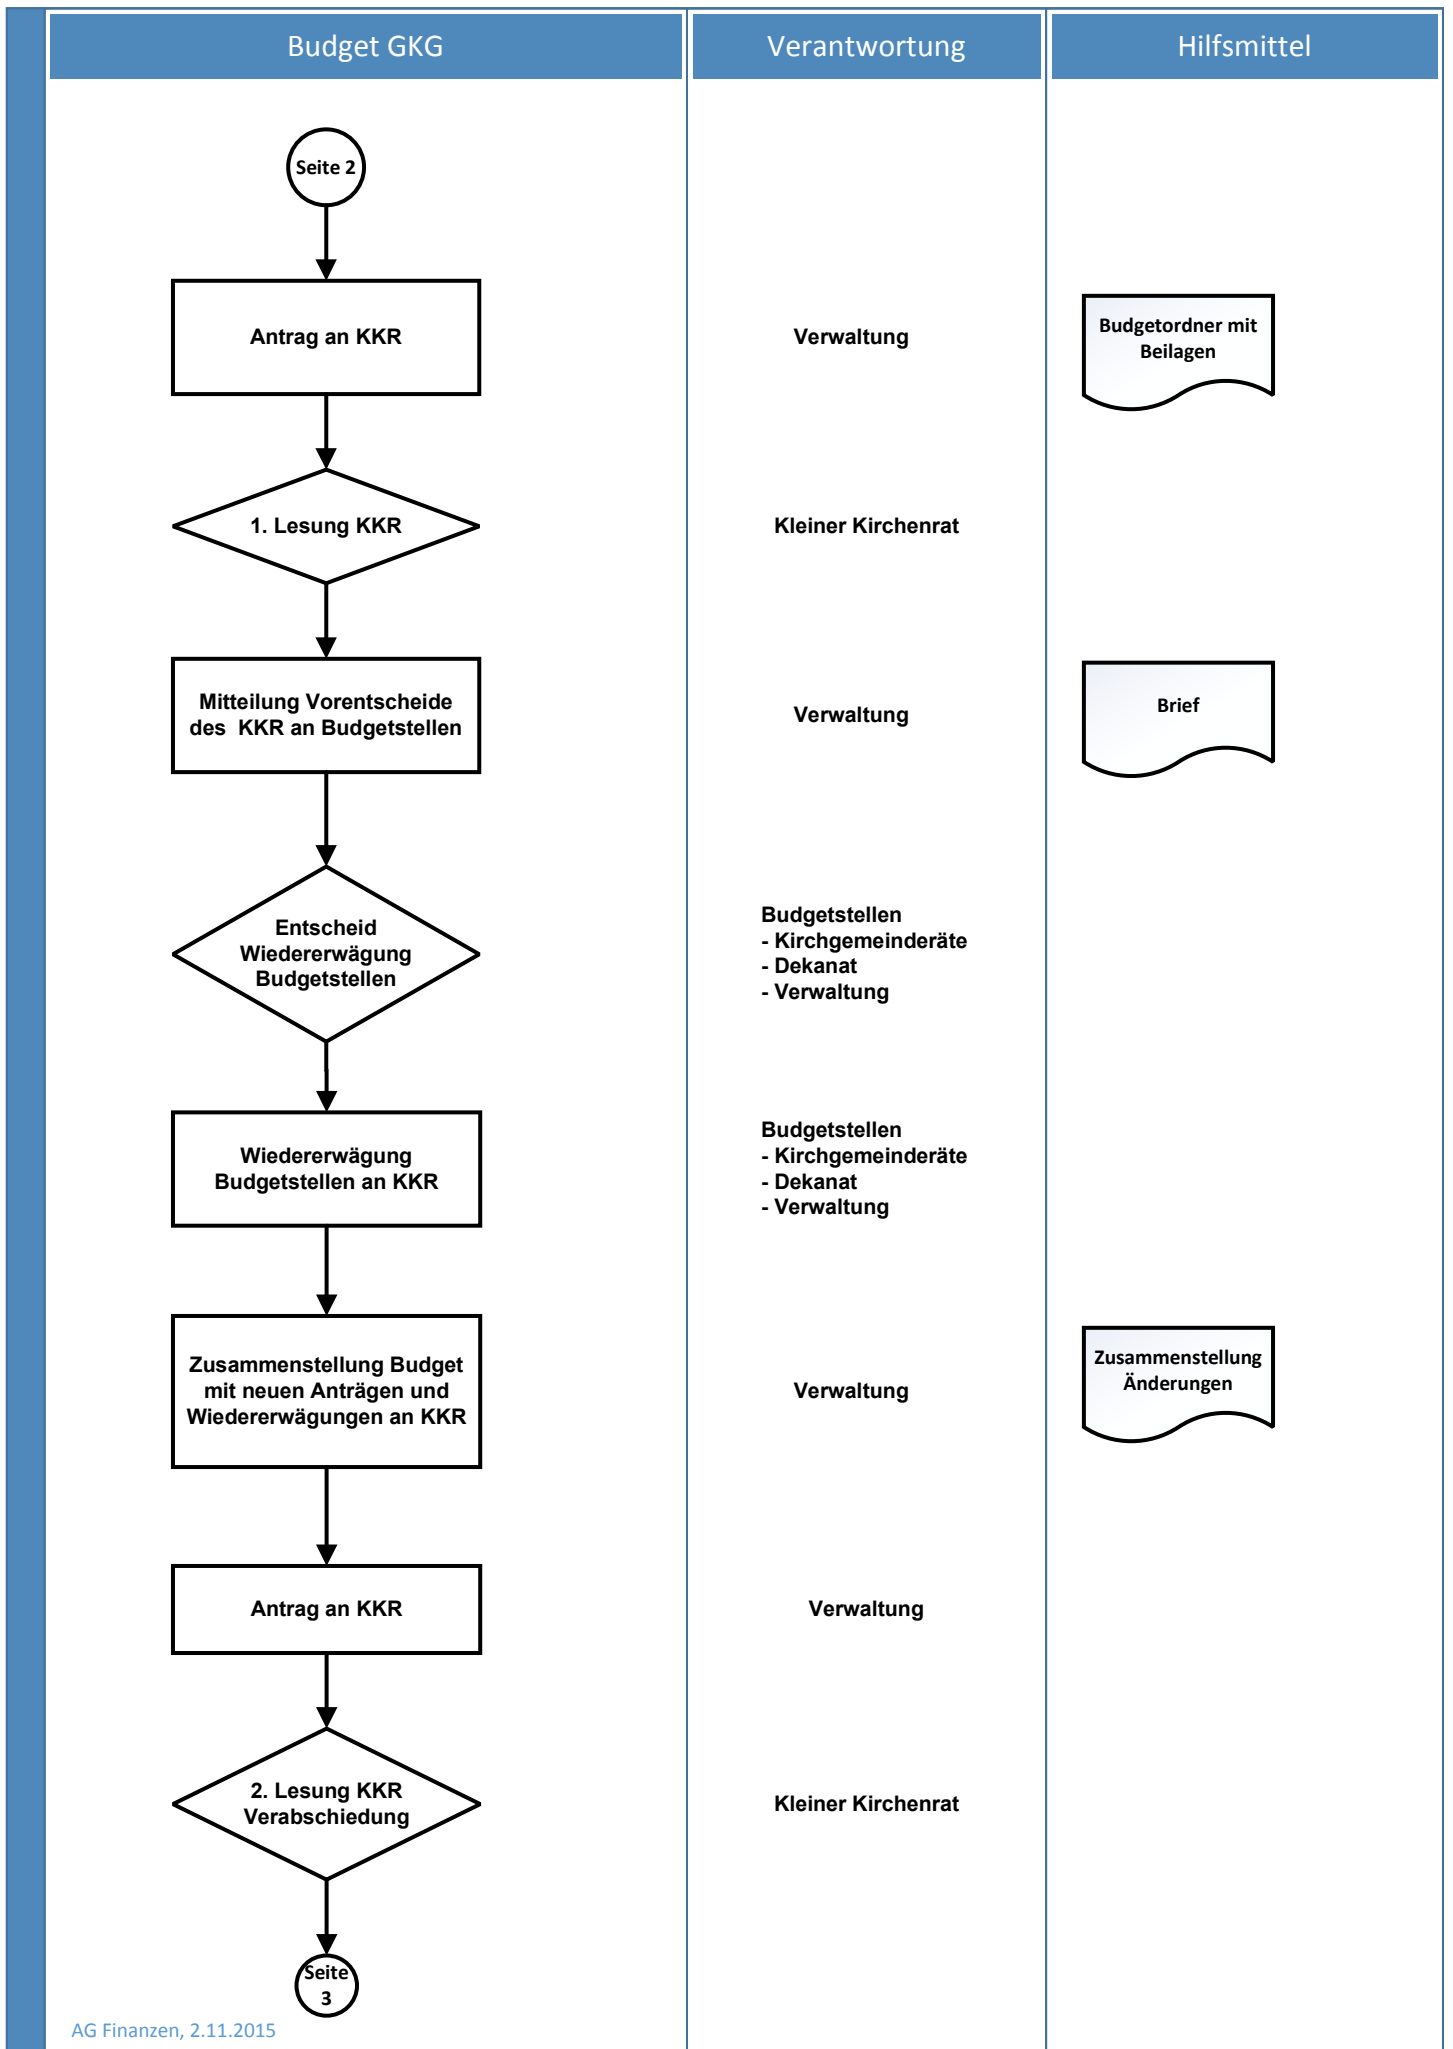 Budget GKG
Verantwortung
Hilfsmittel
Seite 2
Antrag an KKR
Verwaltung
Budgetordner mit
Beilagen
1. Lesung KKR
Kleiner Kirchenrat
Mitteilung Vorentscheide
des KKR an Budgetstellen
Verwaltung
Brief
Entscheid
Wiedererwägung
Budgetstellen
Budgetstellen
- Kirchgemeinderäte
- Dekanat
- Verwaltung
Wiedererwägung
Budgetstellen an KKR
Budgetstellen
- Kirchgemeinderäte
- Dekanat
- Verwaltung
Zusammenstellung Budget
mit neuen Anträgen und
Wiedererwägungen an KKR
Verwaltung
Zusammenstellung
Änderungen
Antrag an KKR
Verwaltung
2. Lesung KKR
Verabschiedung
Kleiner Kirchenrat
Seite
3
AG Finanzen, 2.11.2015